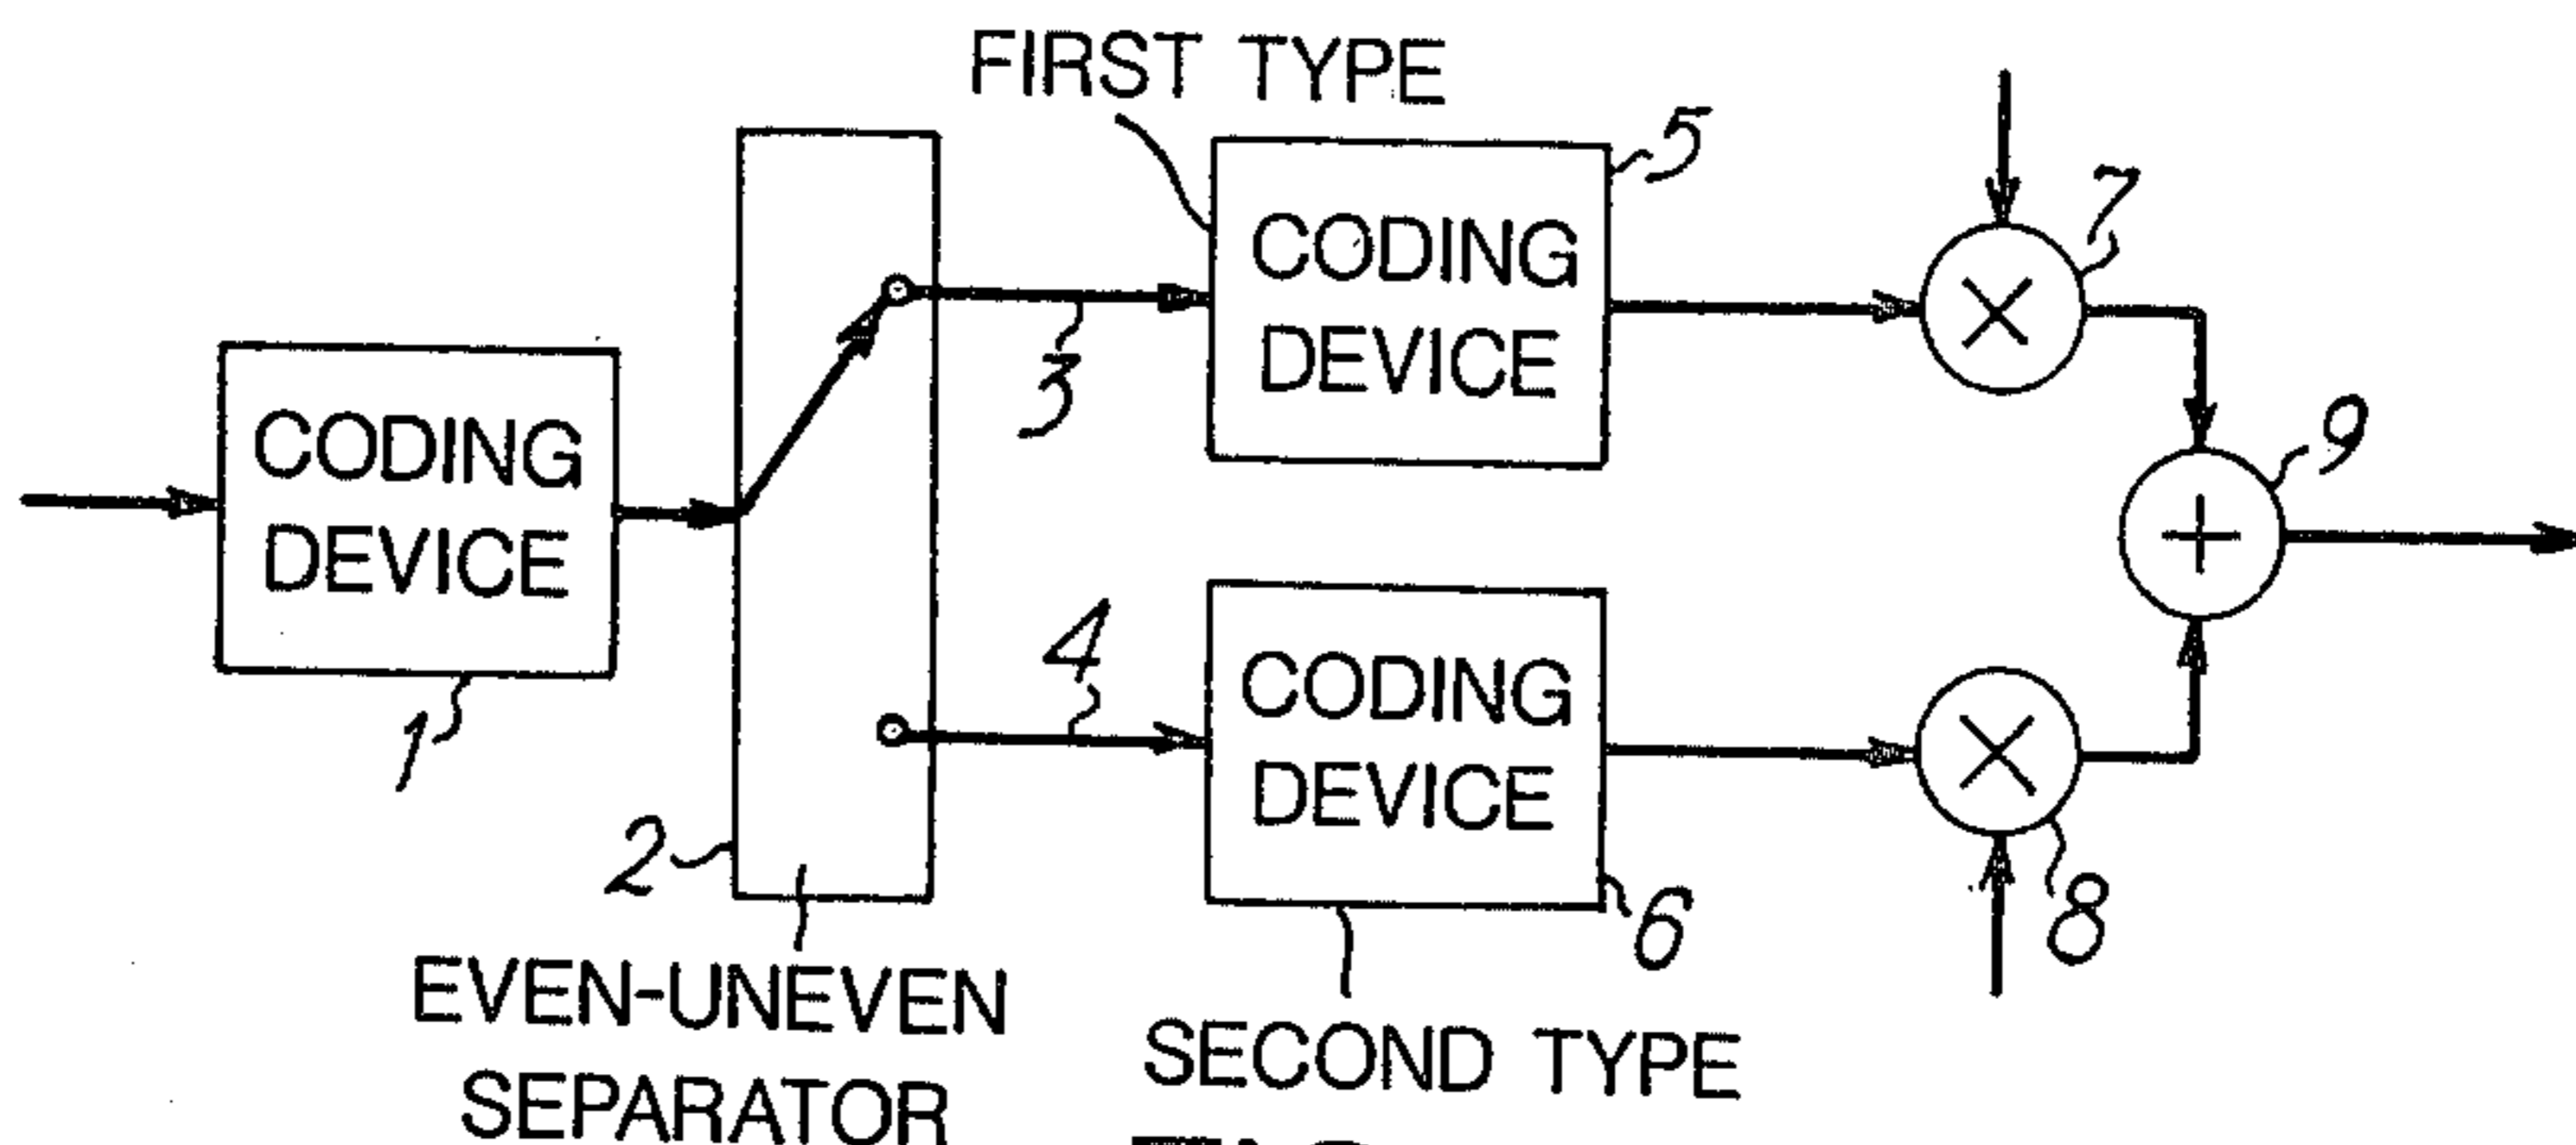 FIRST TYPE
5
CODING
DEVICE
7
3
CODING
DEVICE
9
1
4
CODING
DEVICE
2
6
8
EVEN-UNEVEN
SEPARATOR
SECOND TYPE